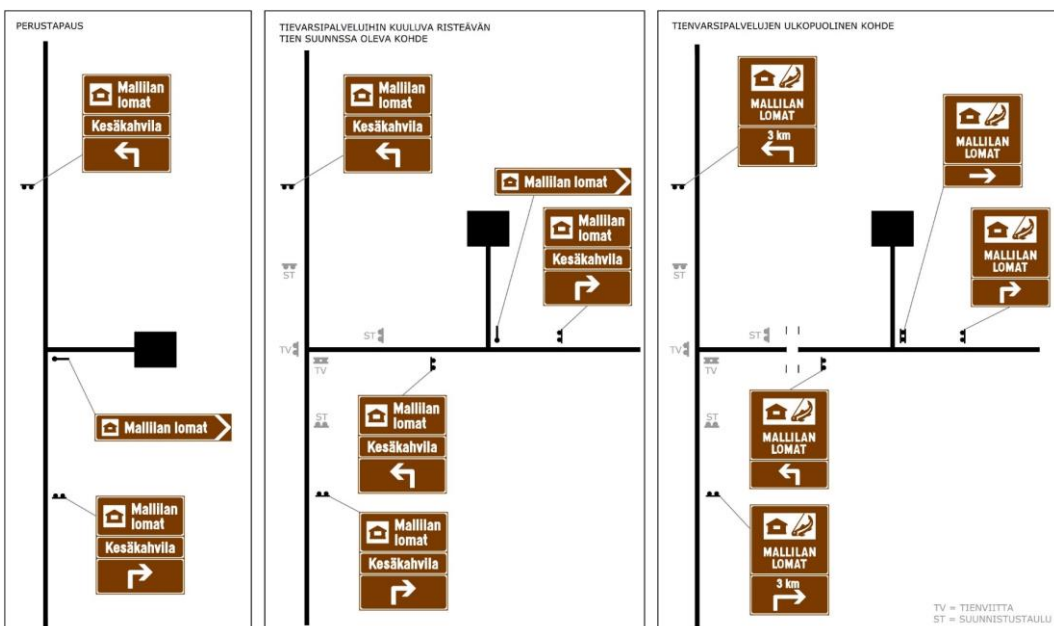 PERUSTAPAUS
Mallilan
lomat
Kesäkahvila
Mallilan lomat
Mallilan
lomat
Kesäkahvila
TIEVARSIPALVELUIHIN KUULUVA RISTEÄVÄN
TIEN SUUNNSSA OLEVA KOHDE
Mallilan
lomat
Kesäkahvila
Mallilan lomat
Mallilan
lomat
Kesäkahvila
ST
ST
TV
TV
ST
Mallilan
lomat
Kesäkahvila
Mallilan
lomat
Kesäkahvila
TIENVARSIPALVELUJEN ULKOPUOLINEN KOHDE
MALLILAN
LOMAT
3 km
MALLILAN
LOMAT
MALLILAN
LOMAT
ST
ST
TV
TV
ST
MALLILAN
LOMAT
MALLILAN
LOMAT
3 km
TV = TIENVIITTA
ST = SUUNNISTUSTAULU